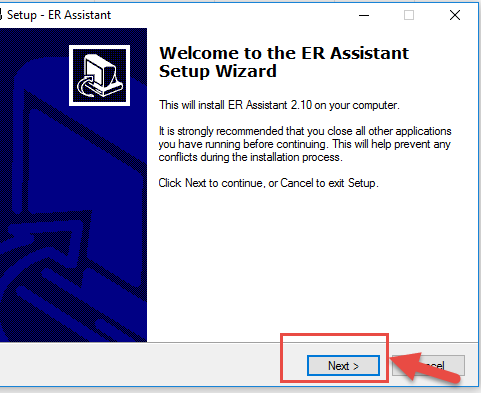 Setup - ER Assistant
Welcome to the ER Assistant
Setup Wizard
This will install ER Assistant 2.10 on your computer.
It is strongly recommended that you close all other applications
you have running before continuing. This will help prevent any
conflicts during the installation process.
Click Next to continue, or Cancel to exit Setup.
Next >